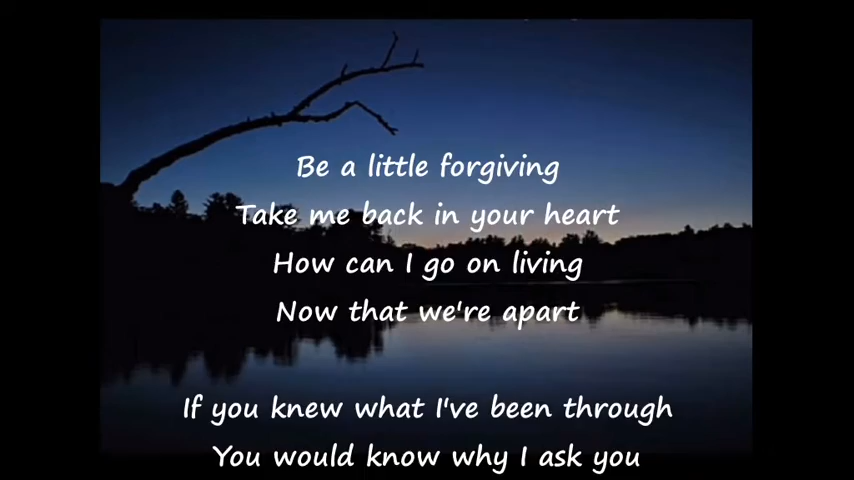 Be a little forgiving
Take me back in your heart
How can I go on living
Now that we're apart
If you knew what I've been through
You would know why I ask you